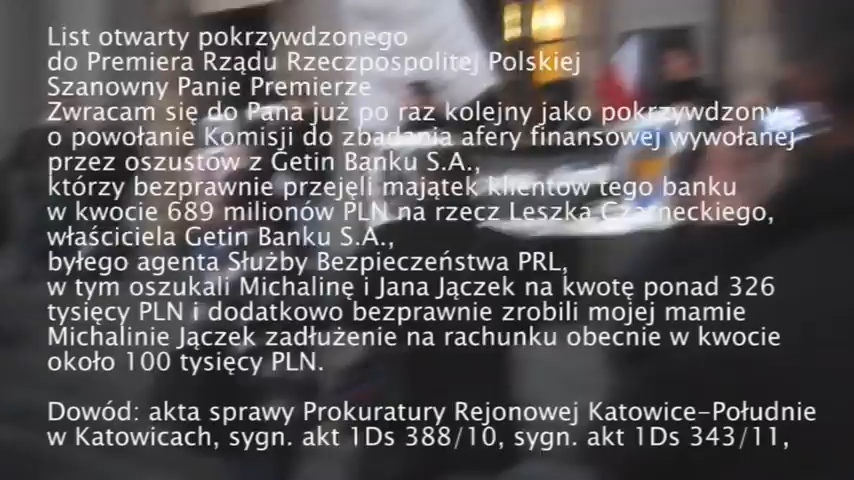 List otwarty pokrzywdzonego
do Premiera Rządu Rzeczpospolitej Polskiej
Szanowny Panie Premierze
Zwracam się do Pana już po raz kolejny jako pokrzywdzony
o powołanie Komisji do zbadania afery finansowej wywołanej
przez oszustów z Getin Banku S.A.,
którzy bezprawnie przejęli majątek klientów tego banku
w kwocie 689 milionów PLN na rzecz Leszka Czarneckiego,
właściciela Getin Banku S.A.,
byłego agenta Służby Bezpieczeństwa PRL,
w tym oszukali Michalinę i Jana Jączek na kwotę ponad 326
tysięcy PLN i dodatkowo bezprawnie zrobili mojej mamie
Michalinie Jączek zadłużenie na rachunku obecnie w kwocie
około 100 tysięcy PLN.
Dowód: akta sprawy Prokuratury Rejonowej Katowice-Południe
w Katowicach, sygn. akt 1Ds 388/10, sygn. akt 1Ds 343/11,